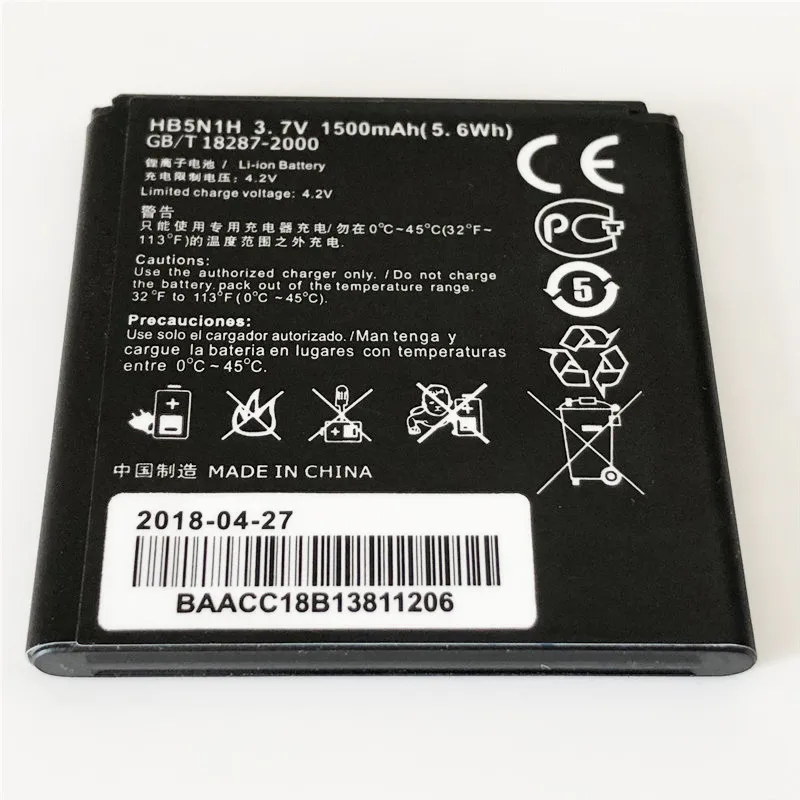 HB5N1H 3.7V 1500mAh(5.6Wh)
GB/T 18287-2000
锂离子电池 / Li-ion Battery
充电限制电压: 4.2V
Limited charge voltage: 4.2V
警告
只能使用专用充电器充电/勿在0°C~45°C(32°F~
113°F)的温度范围之外充电.
Cautions:
Use the authorized charger only. /Do not charge
the battery pack out of the temperature range.
32°F to 113°F(0°C ~45°C).
Precauciones:
Use solo el cargador autorizado./Man tenga y
cargue la bateria en lugares con temperaturas
entre 0°C ~ 45°C.
中国制造 MADE IN CHINA
CE
PC
5
2018-04-27
BAACC18B13811206